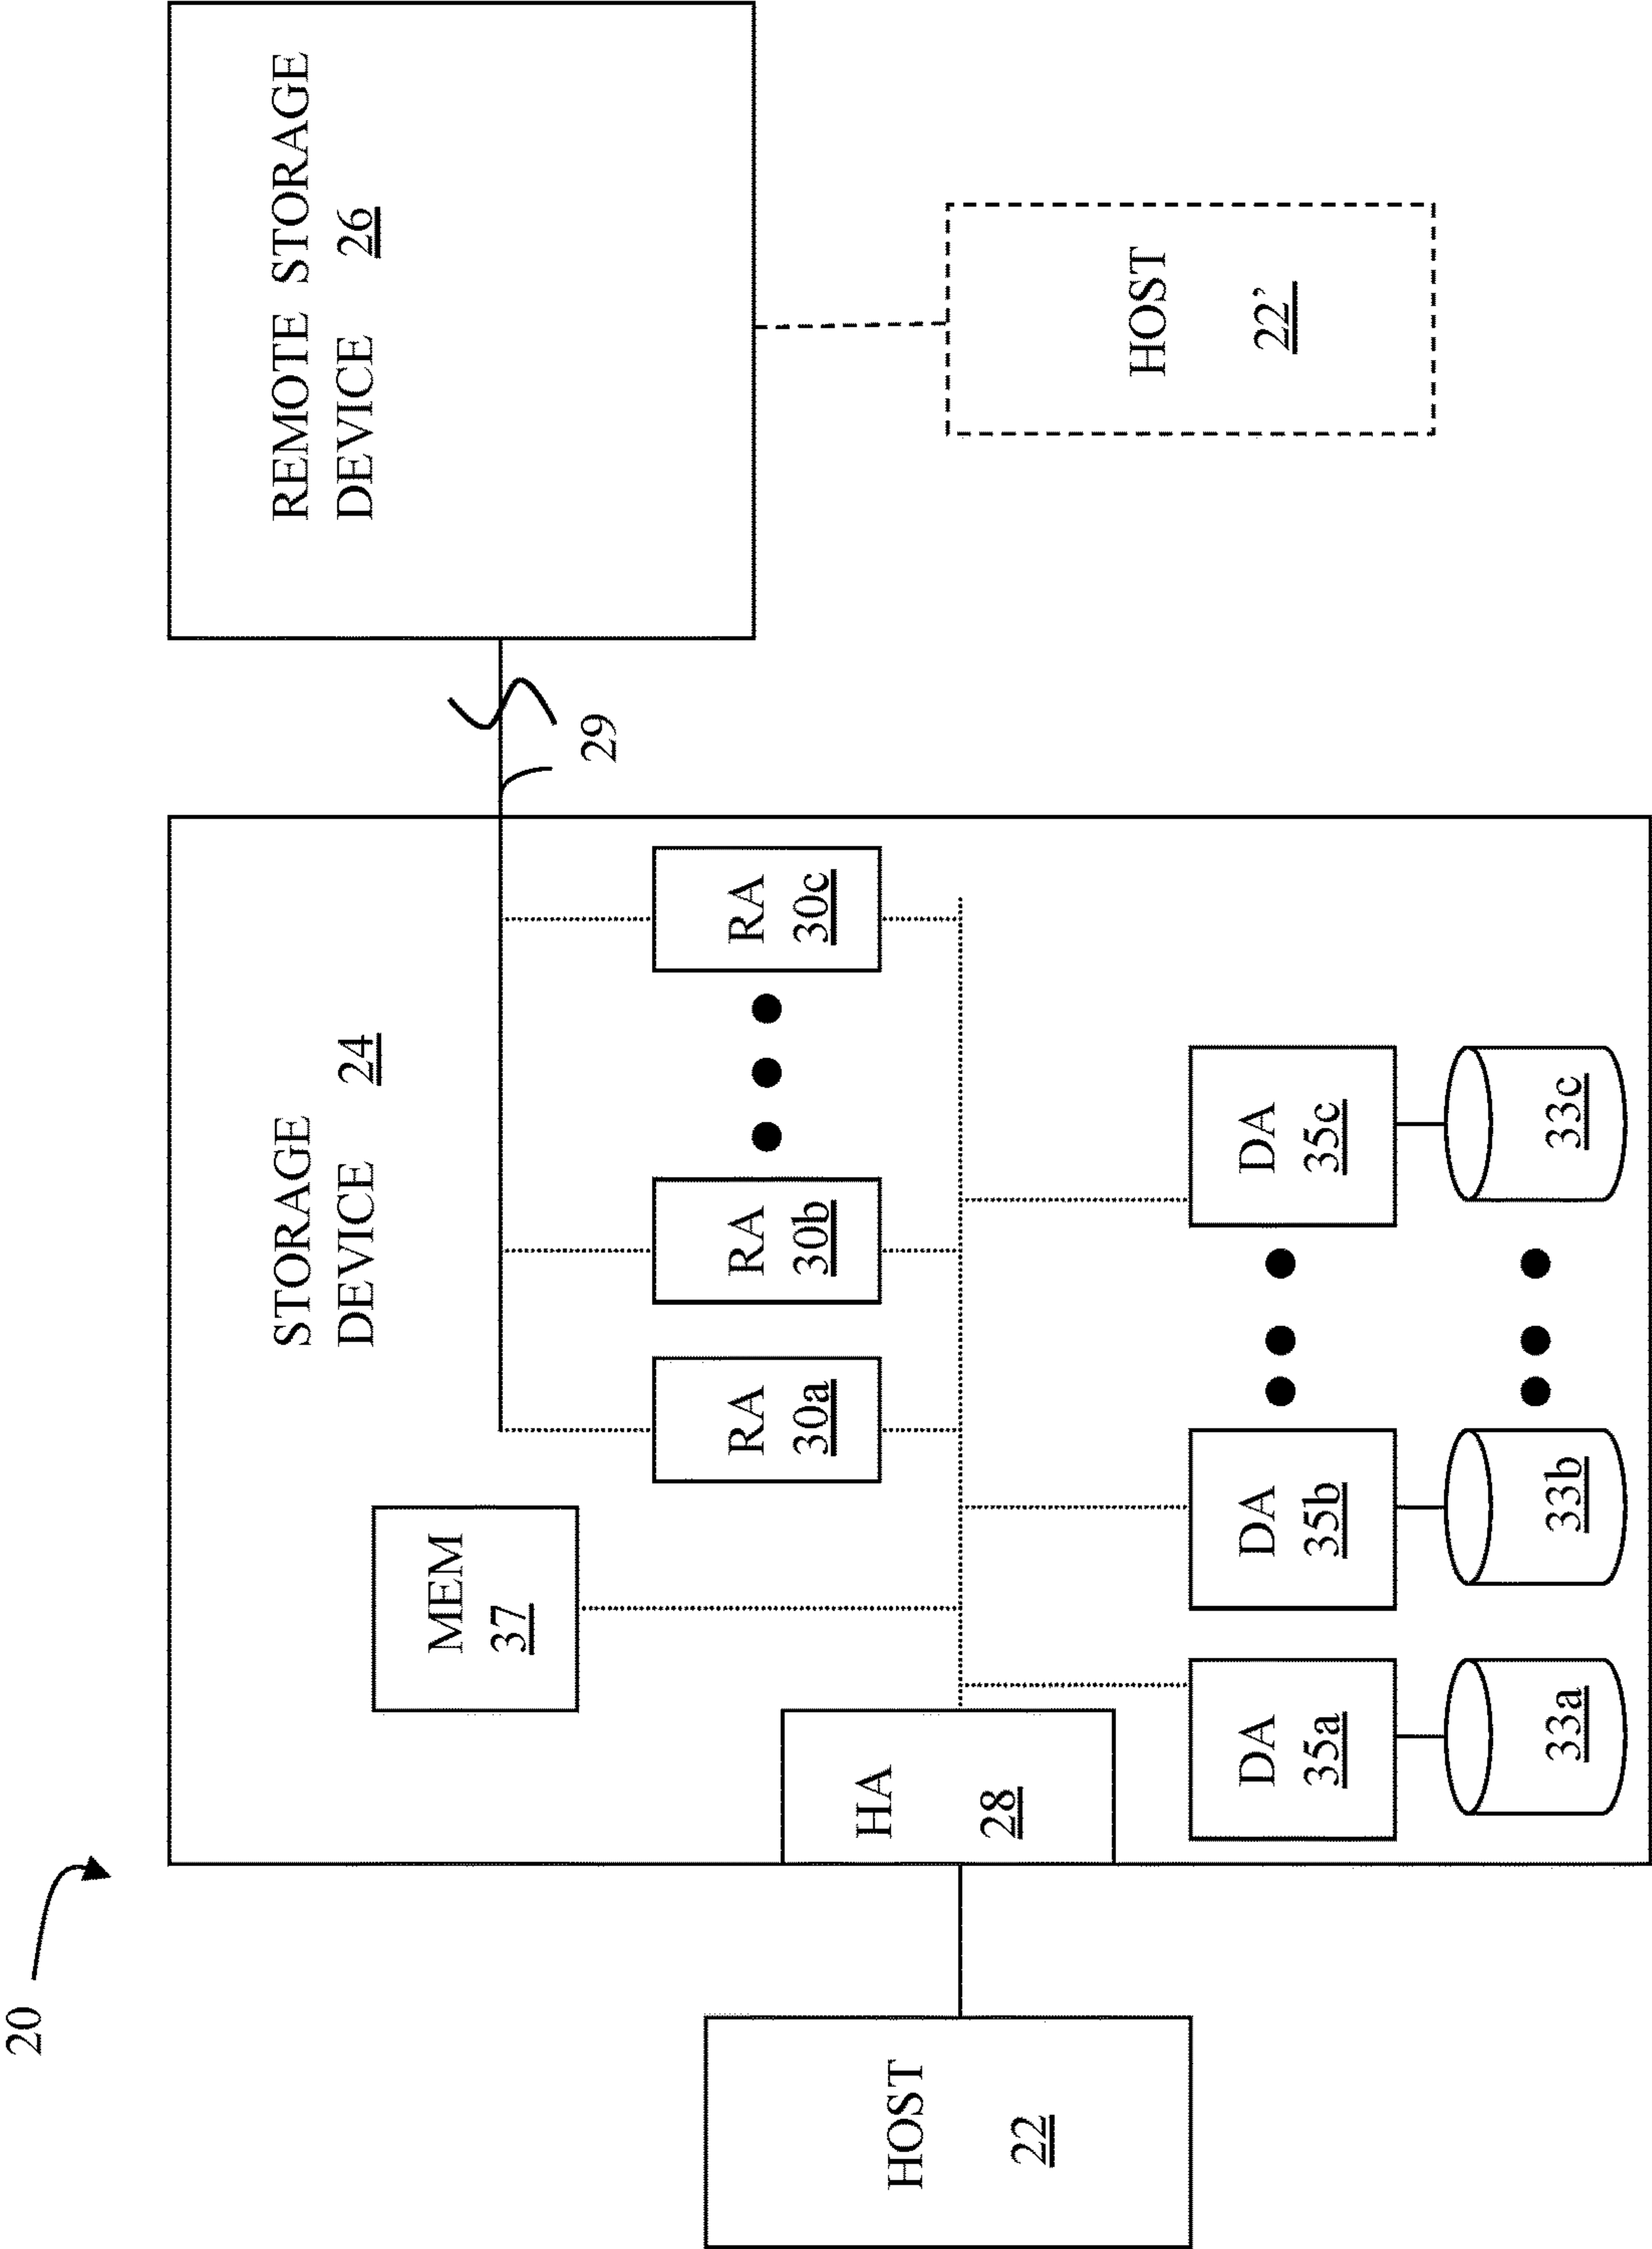 20
STORAGE
DEVICE 24
REMOTE STORAGE
DEVICE 26
MEM
37
29
RA
30a
RA
30b
RA
30c
HOST
22
HA
28
HOST
22’
DA
35a
DA
35b
DA
35c
33a
33b
33c